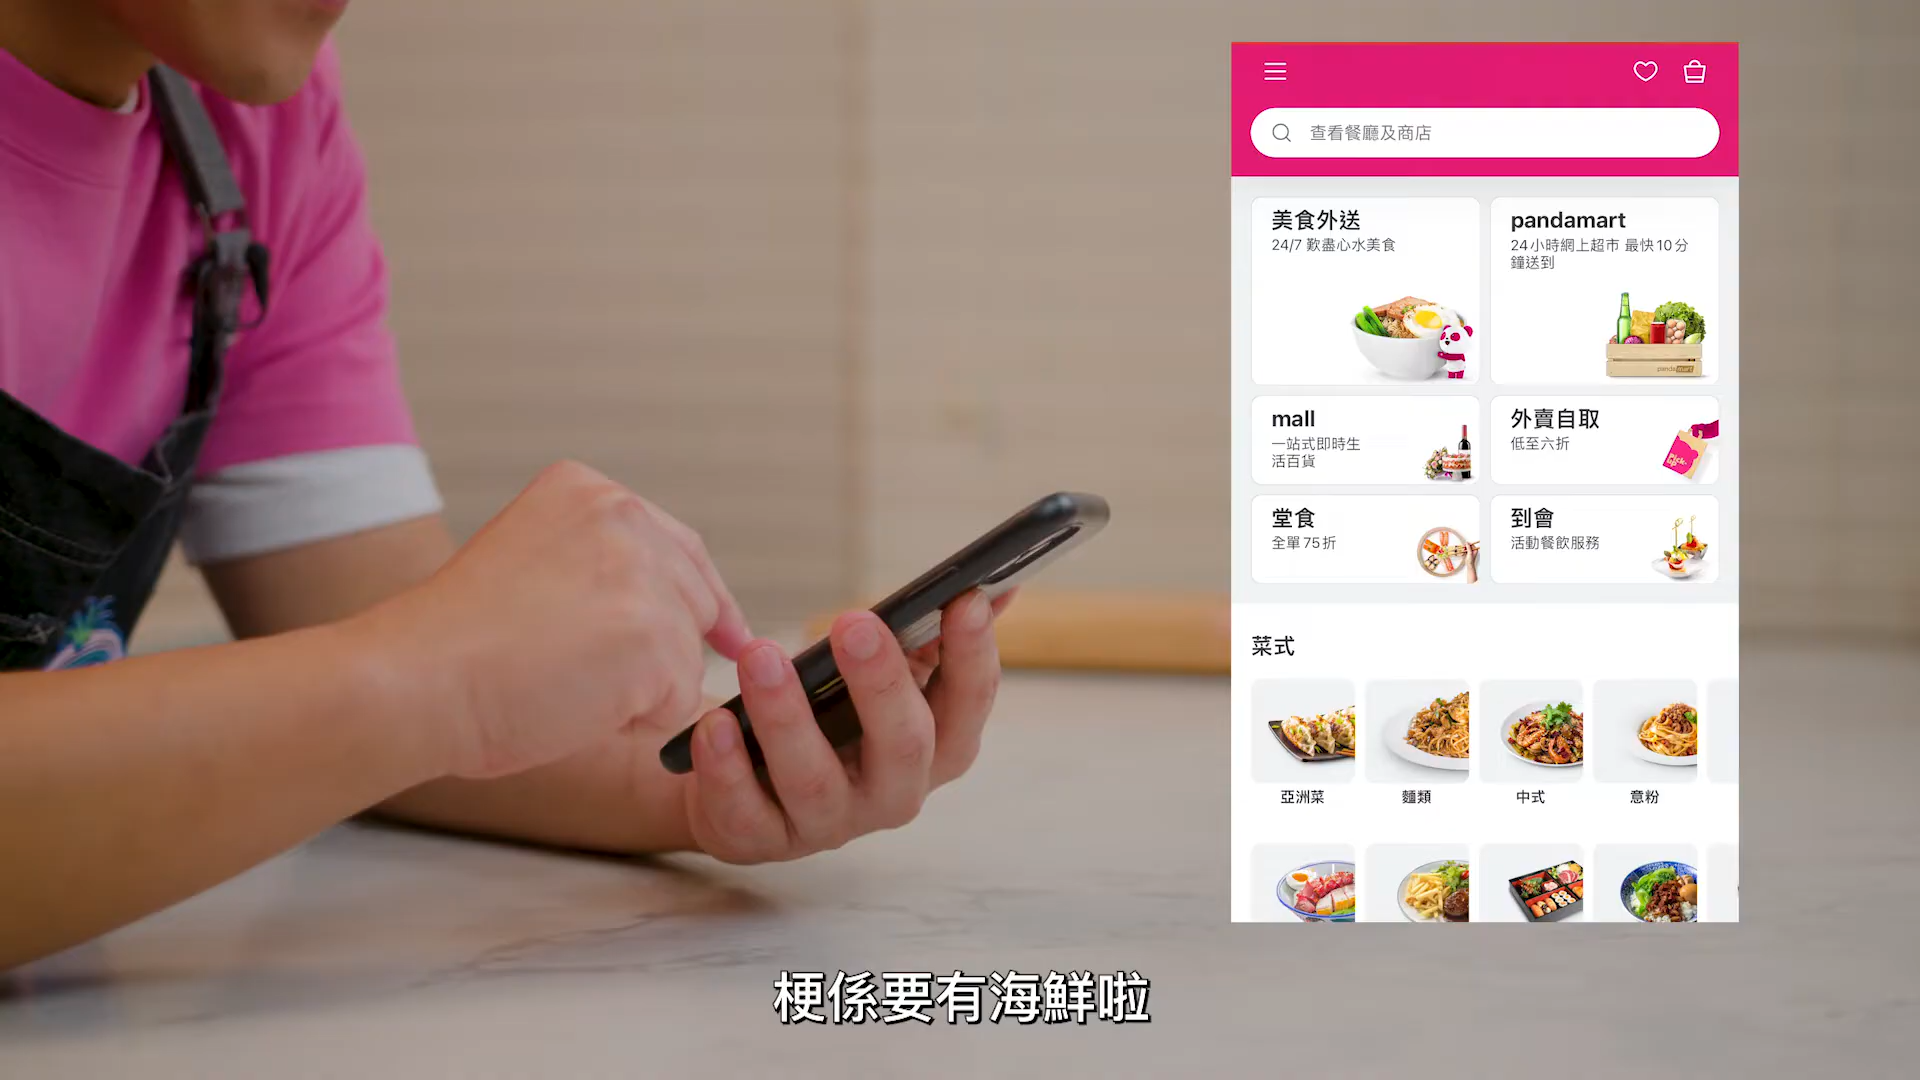 查看餐廳及商店
美食外送
24/7 歎盡心水美食
pandamart
24小時網上超市 最快10分
鐘送到
mall
一站式即時生
活百貨
外賣自取
低至六折
堂食
全單75折
到會
活動餐飲服務
菜式
亞洲菜
麵類
中式
意粉
梗係要有海鮮啦